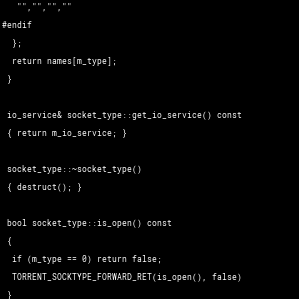 "","","",""
#endif
};
return names[m_type];
}
io_service& socket_type::get_io_service() const
{ return m_io_service; }
socket_type::~socket_type()
{ destruct(); }
bool socket_type::is_open() const
{
if (m_type == 0) return false;
TORRENT_SOCKTYPE_FORWARD_RET(is_open(), false)
}